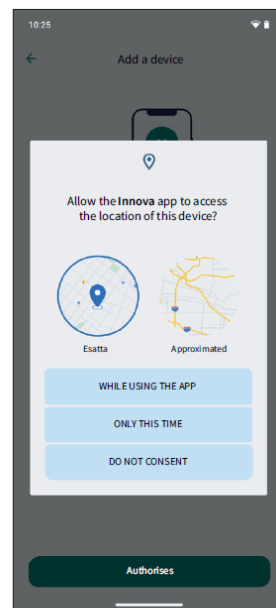 10:25
Add a device
Allow the Innova app to access
the location of this device?
Esatta
Approximated
WHILE USING THE APP
ONLY THIS TIME
DO NOT CONSENT
Authorises